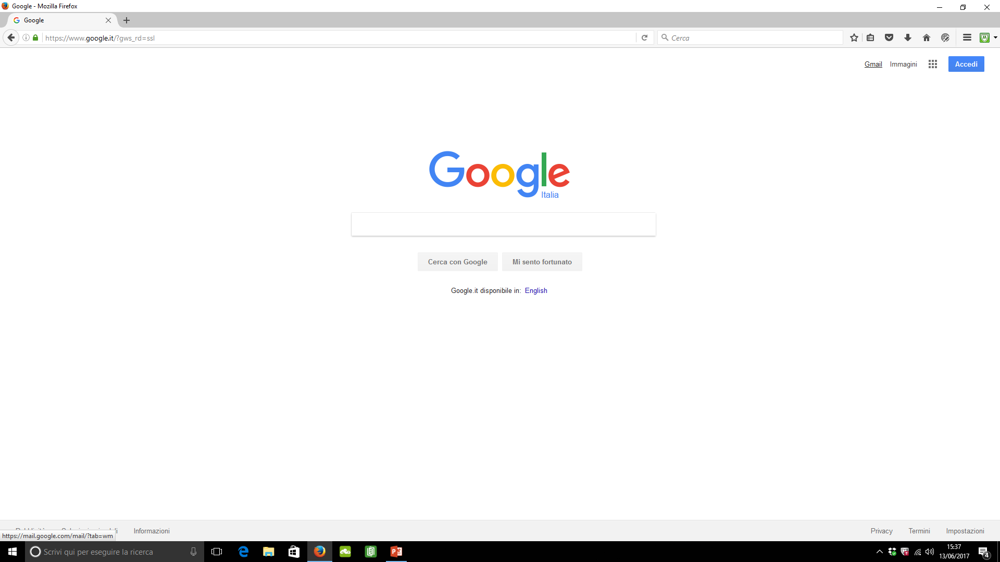 Google - Mozilla Firefox
Google
https://www.google.it/?gws_rd=ssl
Cerca
Gmail Immagini Accedi
Google
Italia
Cerca con Google Mi sento fortunato
Google.it disponibile in: English
Informazioni Privacy Termini Impostazioni
https://mail.google.com/mail/?tab=wm
Scrivi qui per eseguire la ricerca
15:37
13/06/2017
4